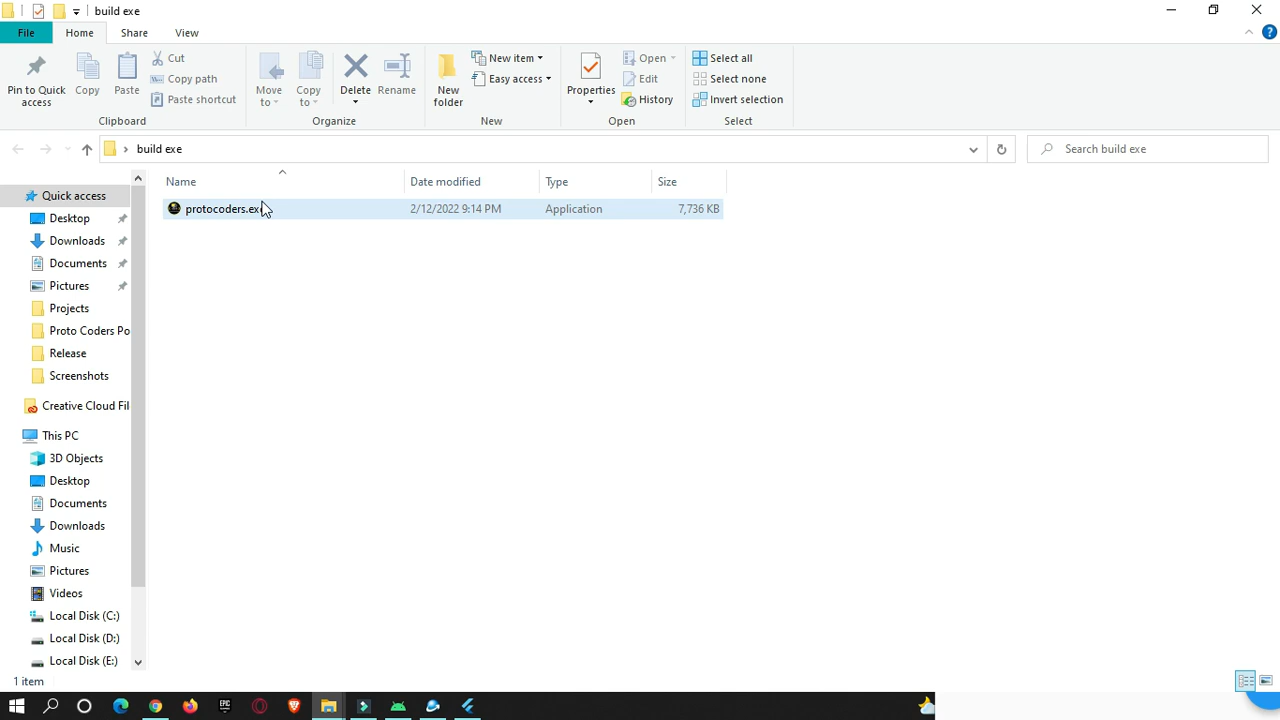 build exe
File Home Share View
Pin to Quick access
Copy
Paste
Cut
Copy path
Paste shortcut
Clipboard
Move to
Copy to
Delete
Rename
Organize
New folder
New item
Easy access
New
Properties
Open
Edit
History
Open
Select all
Select none
Invert selection
Select
build exe
Search build exe
Name Date modified Type Size
protocoders.ex 2/12/2022 9:14 PM Application 7,736 KB
Quick access
Desktop
Downloads
Documents
Pictures
Projects
Proto Coders Po
Release
Screenshots
Creative Cloud Fil
This PC
3D Objects
Desktop
Documents
Downloads
Music
Pictures
Videos
Local Disk (C:)
Local Disk (D:)
Local Disk (E:)
1 item
EPIC